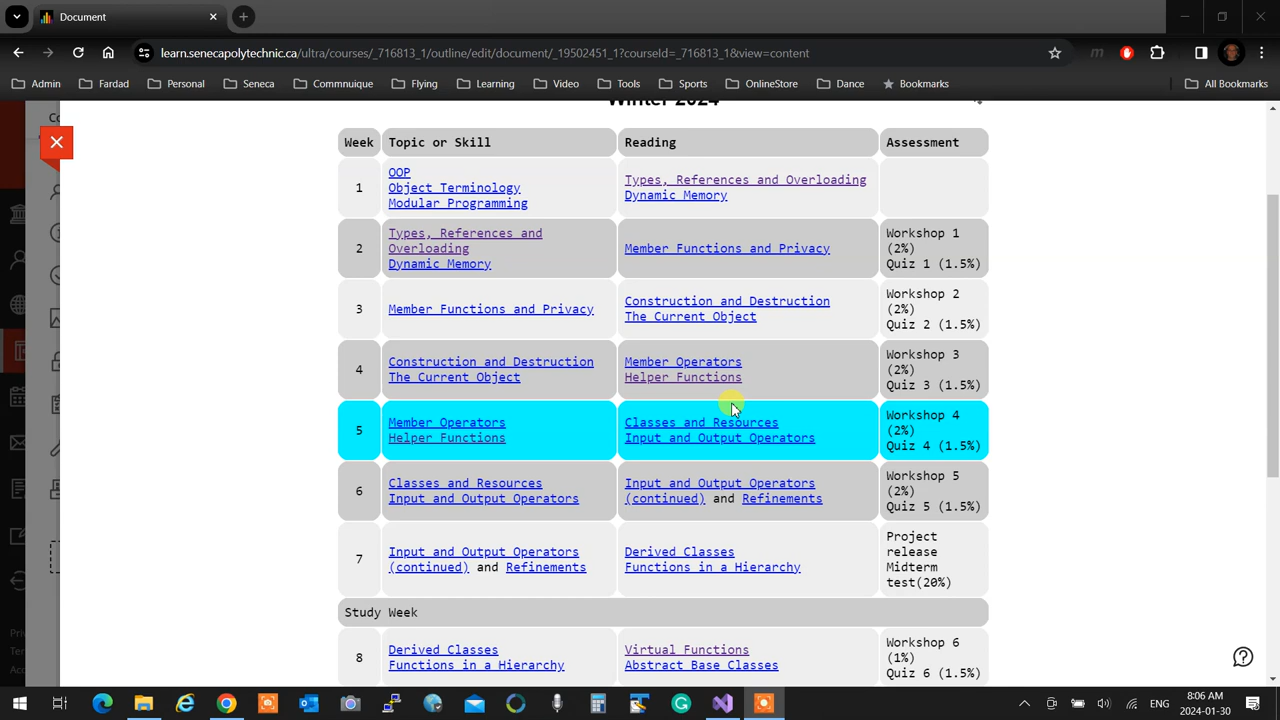 Document
learn.senecapolytechnic.ca/ultra/courses/_716813_1/outline/edit/document/_19502451_1?courseId=_716813_1&view=content
Admin
Fardad
Personal
Seneca
Commnuique
Flying
Learning
Video
Tools
Sports
OnlineStore
Dance
Bookmarks
All Bookmarks
Co
Winter 2024
Week
Topic or Skill
Reading
Assessment
1
OOP
Object Terminology
Modular Programming
Types, References and Overloading
Dynamic Memory
2
Types, References and
Overloading
Dynamic Memory
Member Functions and Privacy
Workshop 1
(2%)
Quiz 1 (1.5%)
3
Member Functions and Privacy
Construction and Destruction
The Current Object
Workshop 2
(2%)
Quiz 2 (1.5%)
4
Construction and Destruction
The Current Object
Member Operators
Helper Functions
Workshop 3
(2%)
Quiz 3 (1.5%)
5
Member Operators
Helper Functions
Classes and Resources
Input and Output Operators
Workshop 4
(2%)
Quiz 4 (1.5%)
6
Classes and Resources
Input and Output Operators
Input and Output Operators
(continued) and Refinements
Workshop 5
(2%)
Quiz 5 (1.5%)
7
Input and Output Operators
(continued) and Refinements
Derived Classes
Functions in a Hierarchy
Project
release
Midterm
test(20%)
Study Week
8
Derived Classes
Functions in a Hierarchy
Virtual Functions
Abstract Base Classes
Workshop 6
(1%)
Quiz 6 (1.5%)
Priv
Ter
Acc
ENG
8:06 AM
2024-01-30